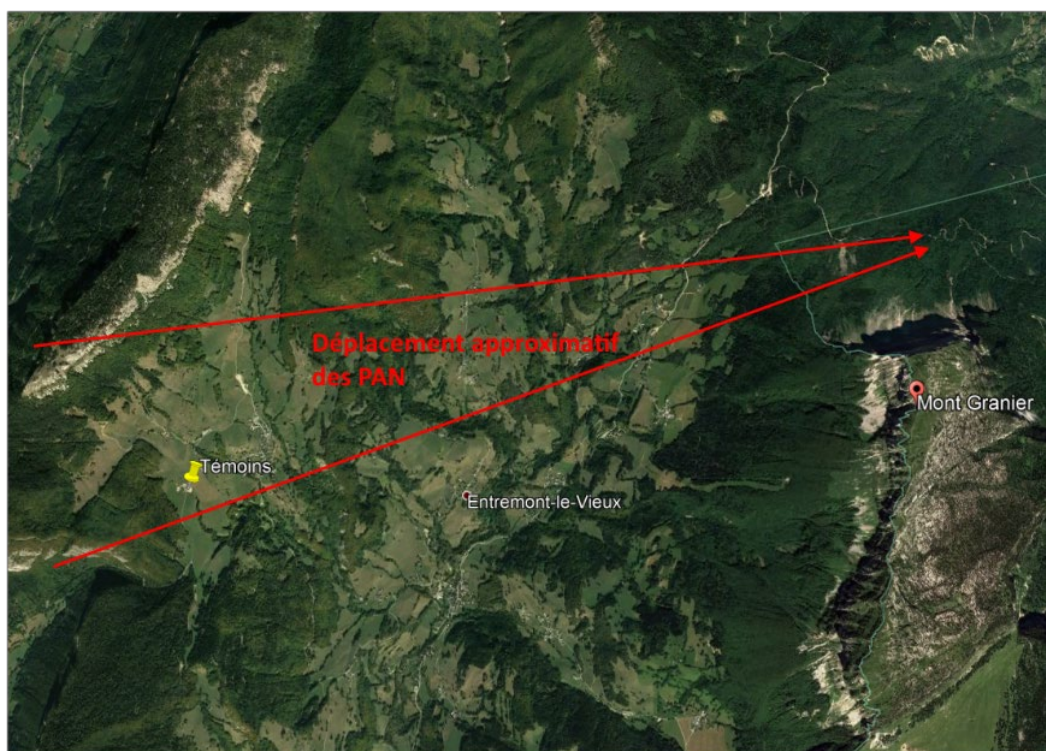 Déplacement approximatif
des PAN
Mont Granier
Témoins
Entremont-le-Vieux